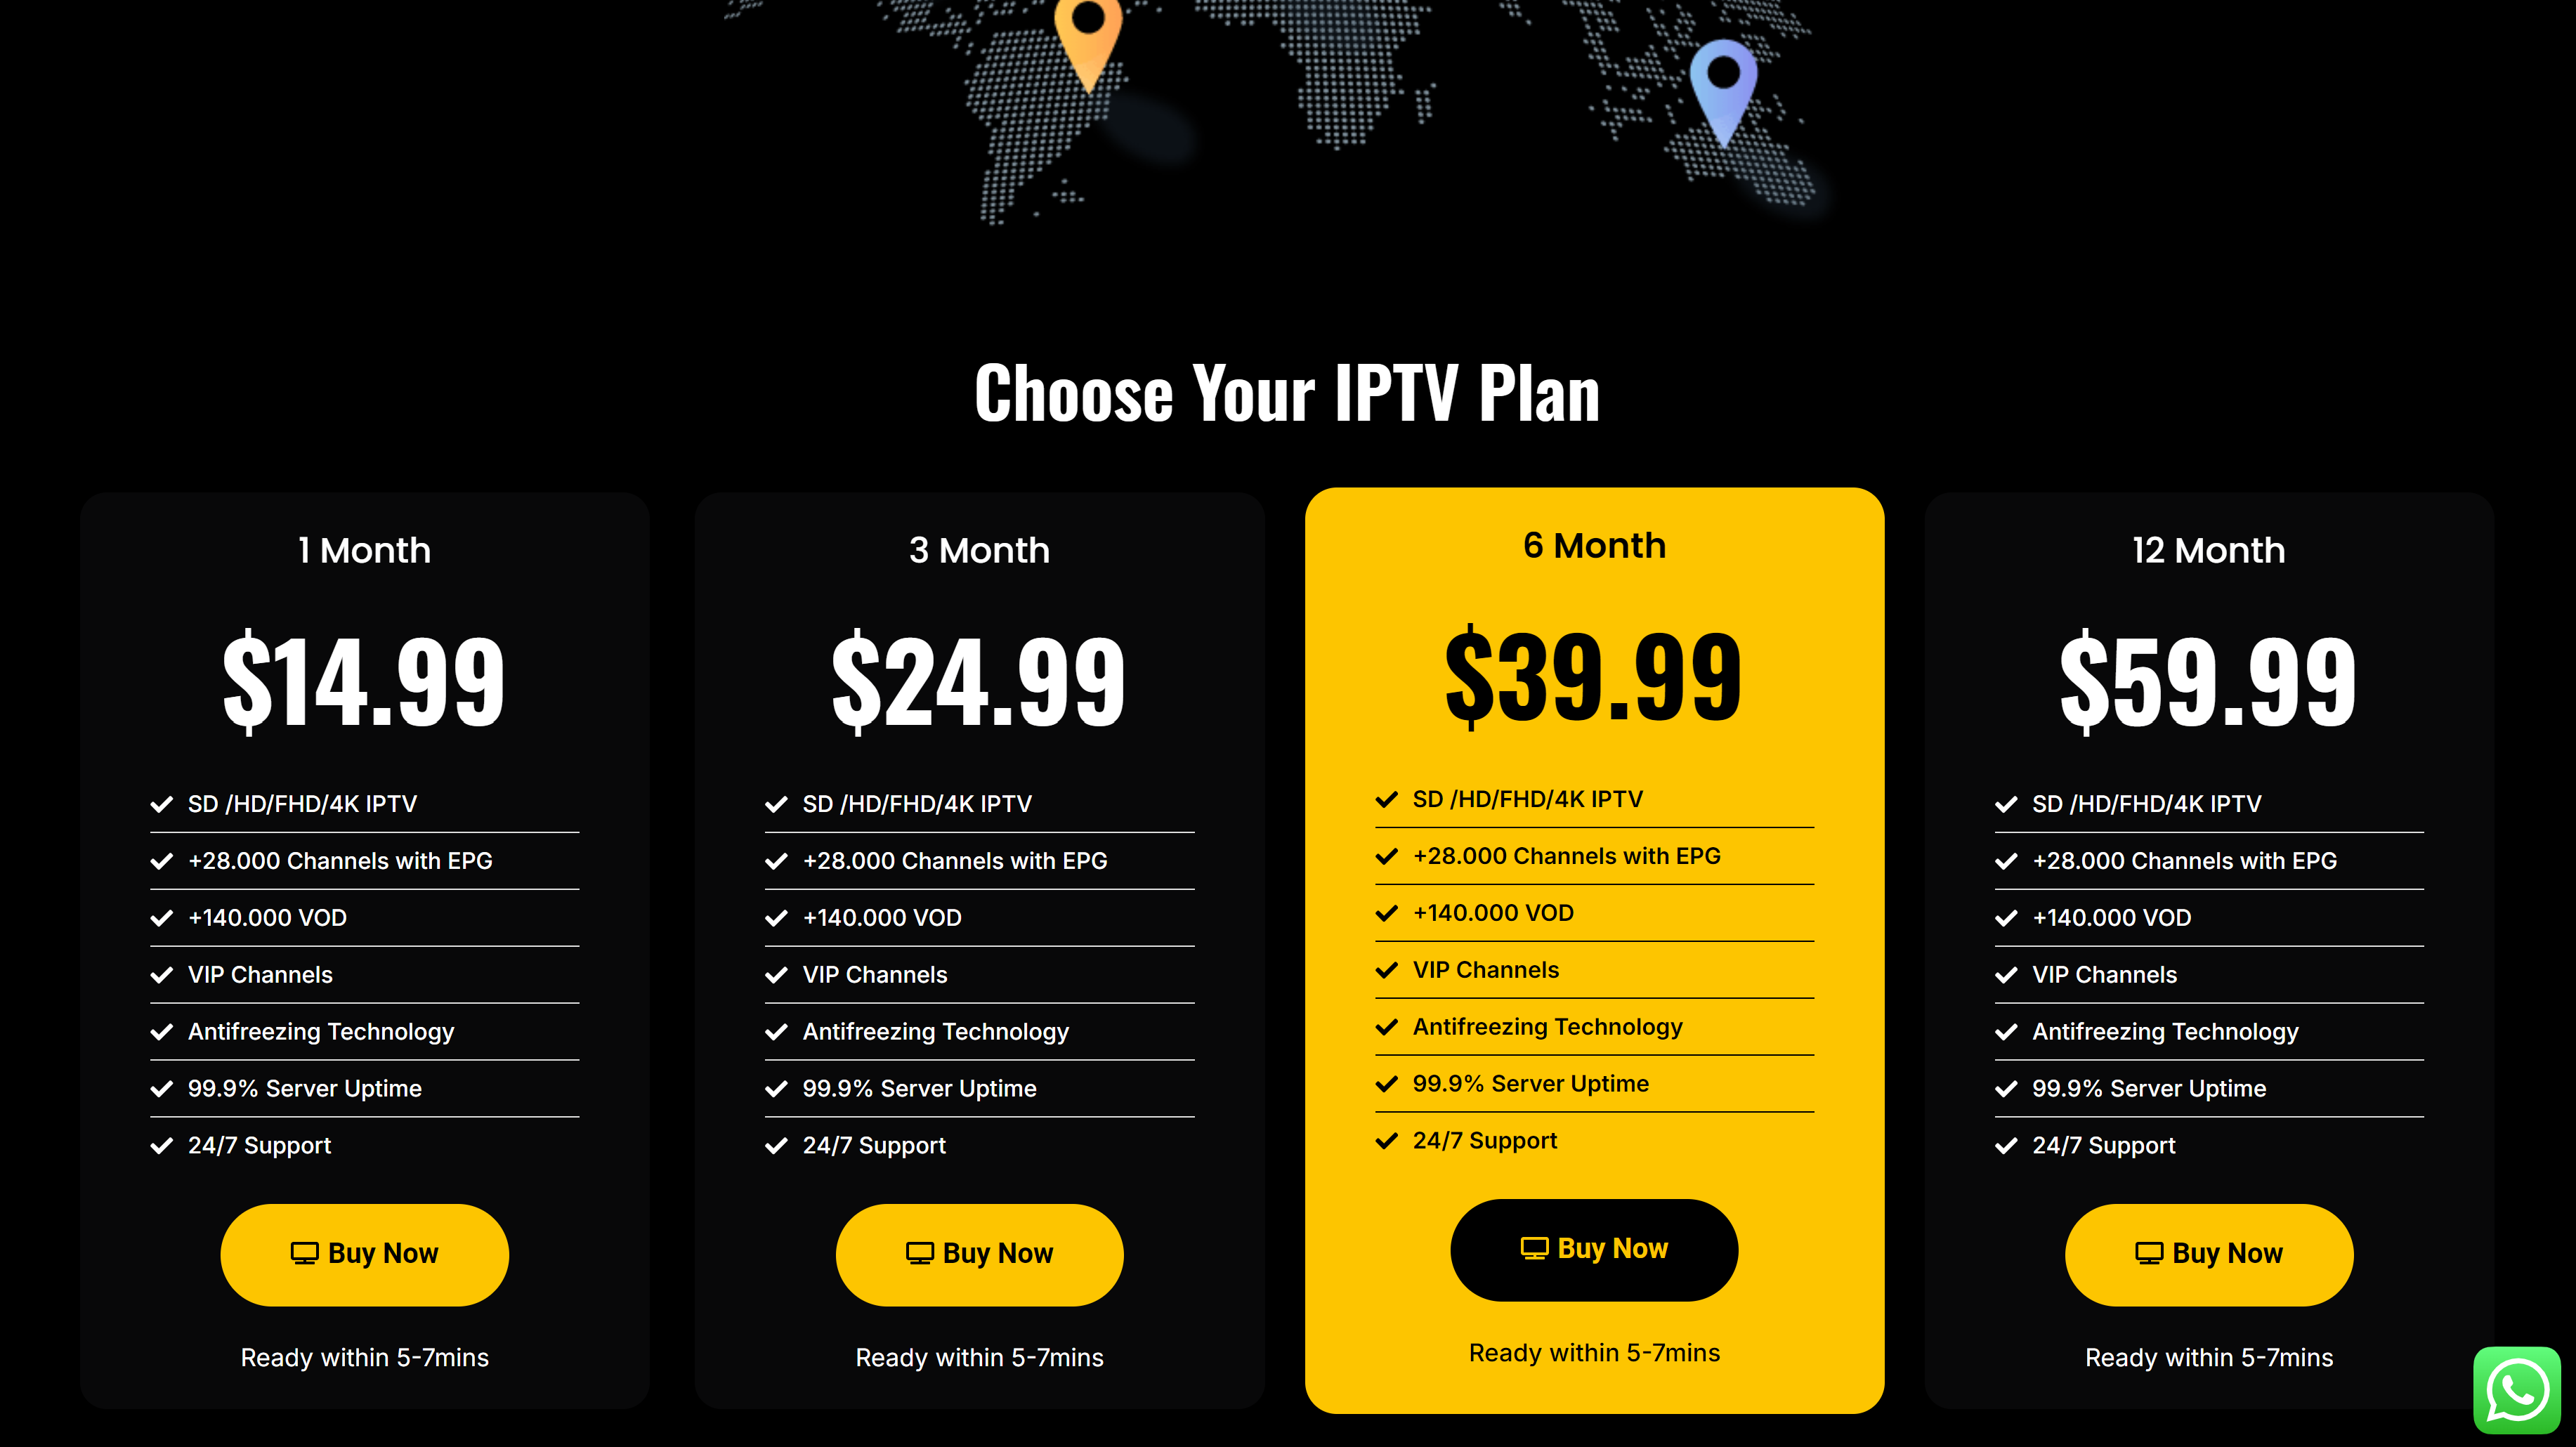 Choose Your IPTV Plan
1 Month
$14.99
SD /HD/FHD/4K IPTV
+28.000 Channels with EPG
+140.000 VOD
VIP Channels
Antifreezing Technology
99.9% Server Uptime
24/7 Support
Buy Now
Ready within 5-7mins
3 Month
$24.99
SD /HD/FHD/4K IPTV
+28.000 Channels with EPG
+140.000 VOD
VIP Channels
Antifreezing Technology
99.9% Server Uptime
24/7 Support
Buy Now
Ready within 5-7mins
6 Month
$39.99
SD /HD/FHD/4K IPTV
+28.000 Channels with EPG
+140.000 VOD
VIP Channels
Antifreezing Technology
99.9% Server Uptime
24/7 Support
Buy Now
Ready within 5-7mins
12 Month
$59.99
SD /HD/FHD/4K IPTV
+28.000 Channels with EPG
+140.000 VOD
VIP Channels
Antifreezing Technology
99.9% Server Uptime
24/7 Support
Buy Now
Ready within 5-7mins